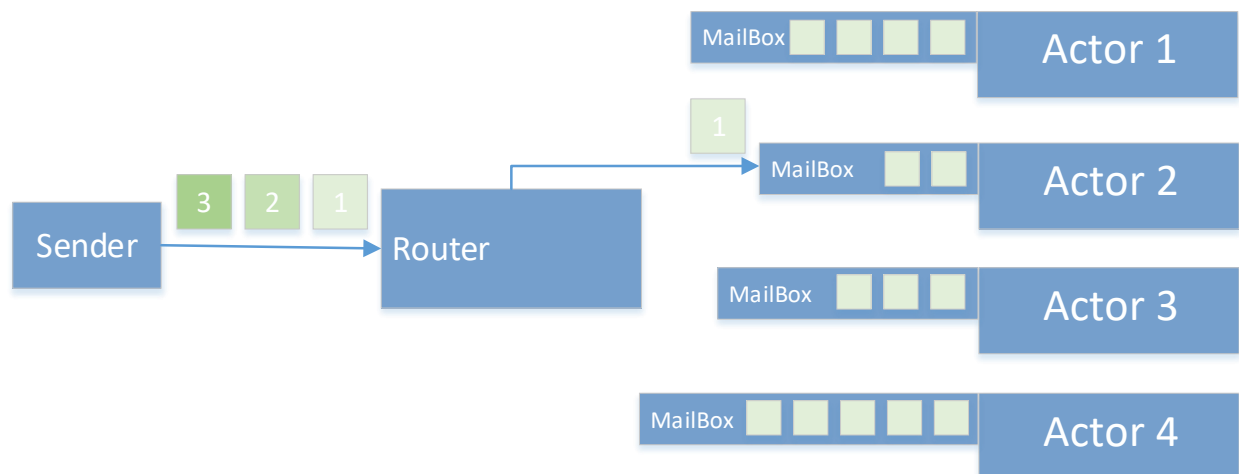 MailBox
Actor 1
1
MailBox
Actor 2
3 2 1
Sender
Router
MailBox
Actor 3
MailBox
Actor 4